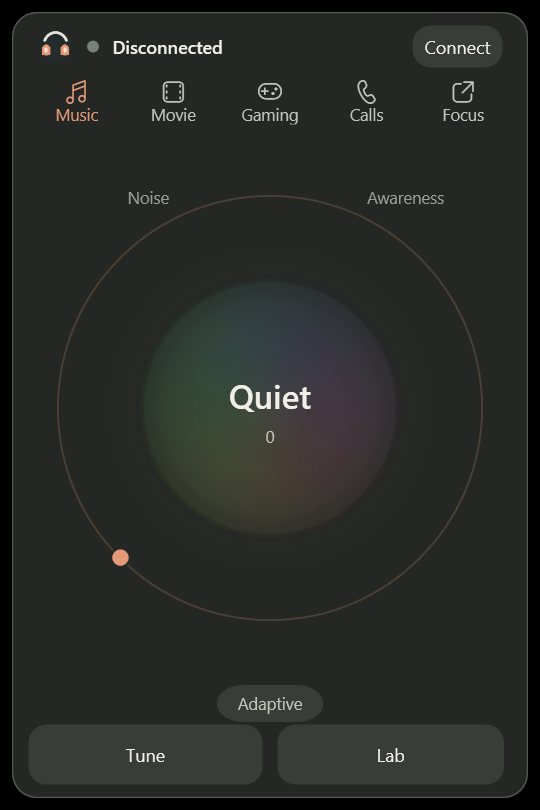 Disconnected
Connect
Music
Movie
Gaming
Calls
Focus
Noise
Awareness
Quiet
0
Adaptive
Tune
Lab